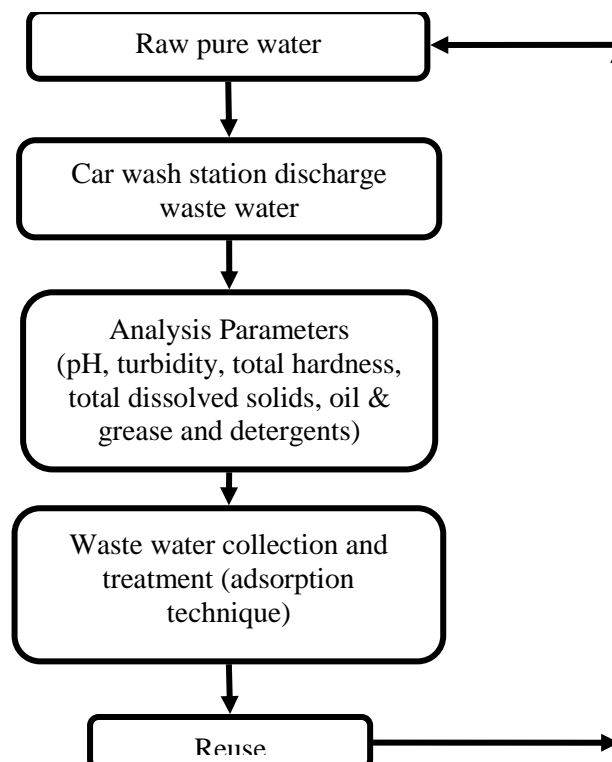 Raw pure water
Car wash station discharge
waste water
Analysis Parameters
(pH, turbidity, total hardness,
total dissolved solids, oil &
grease and detergents)
Waste water collection and
treatment (adsorption
technique)
Reuse